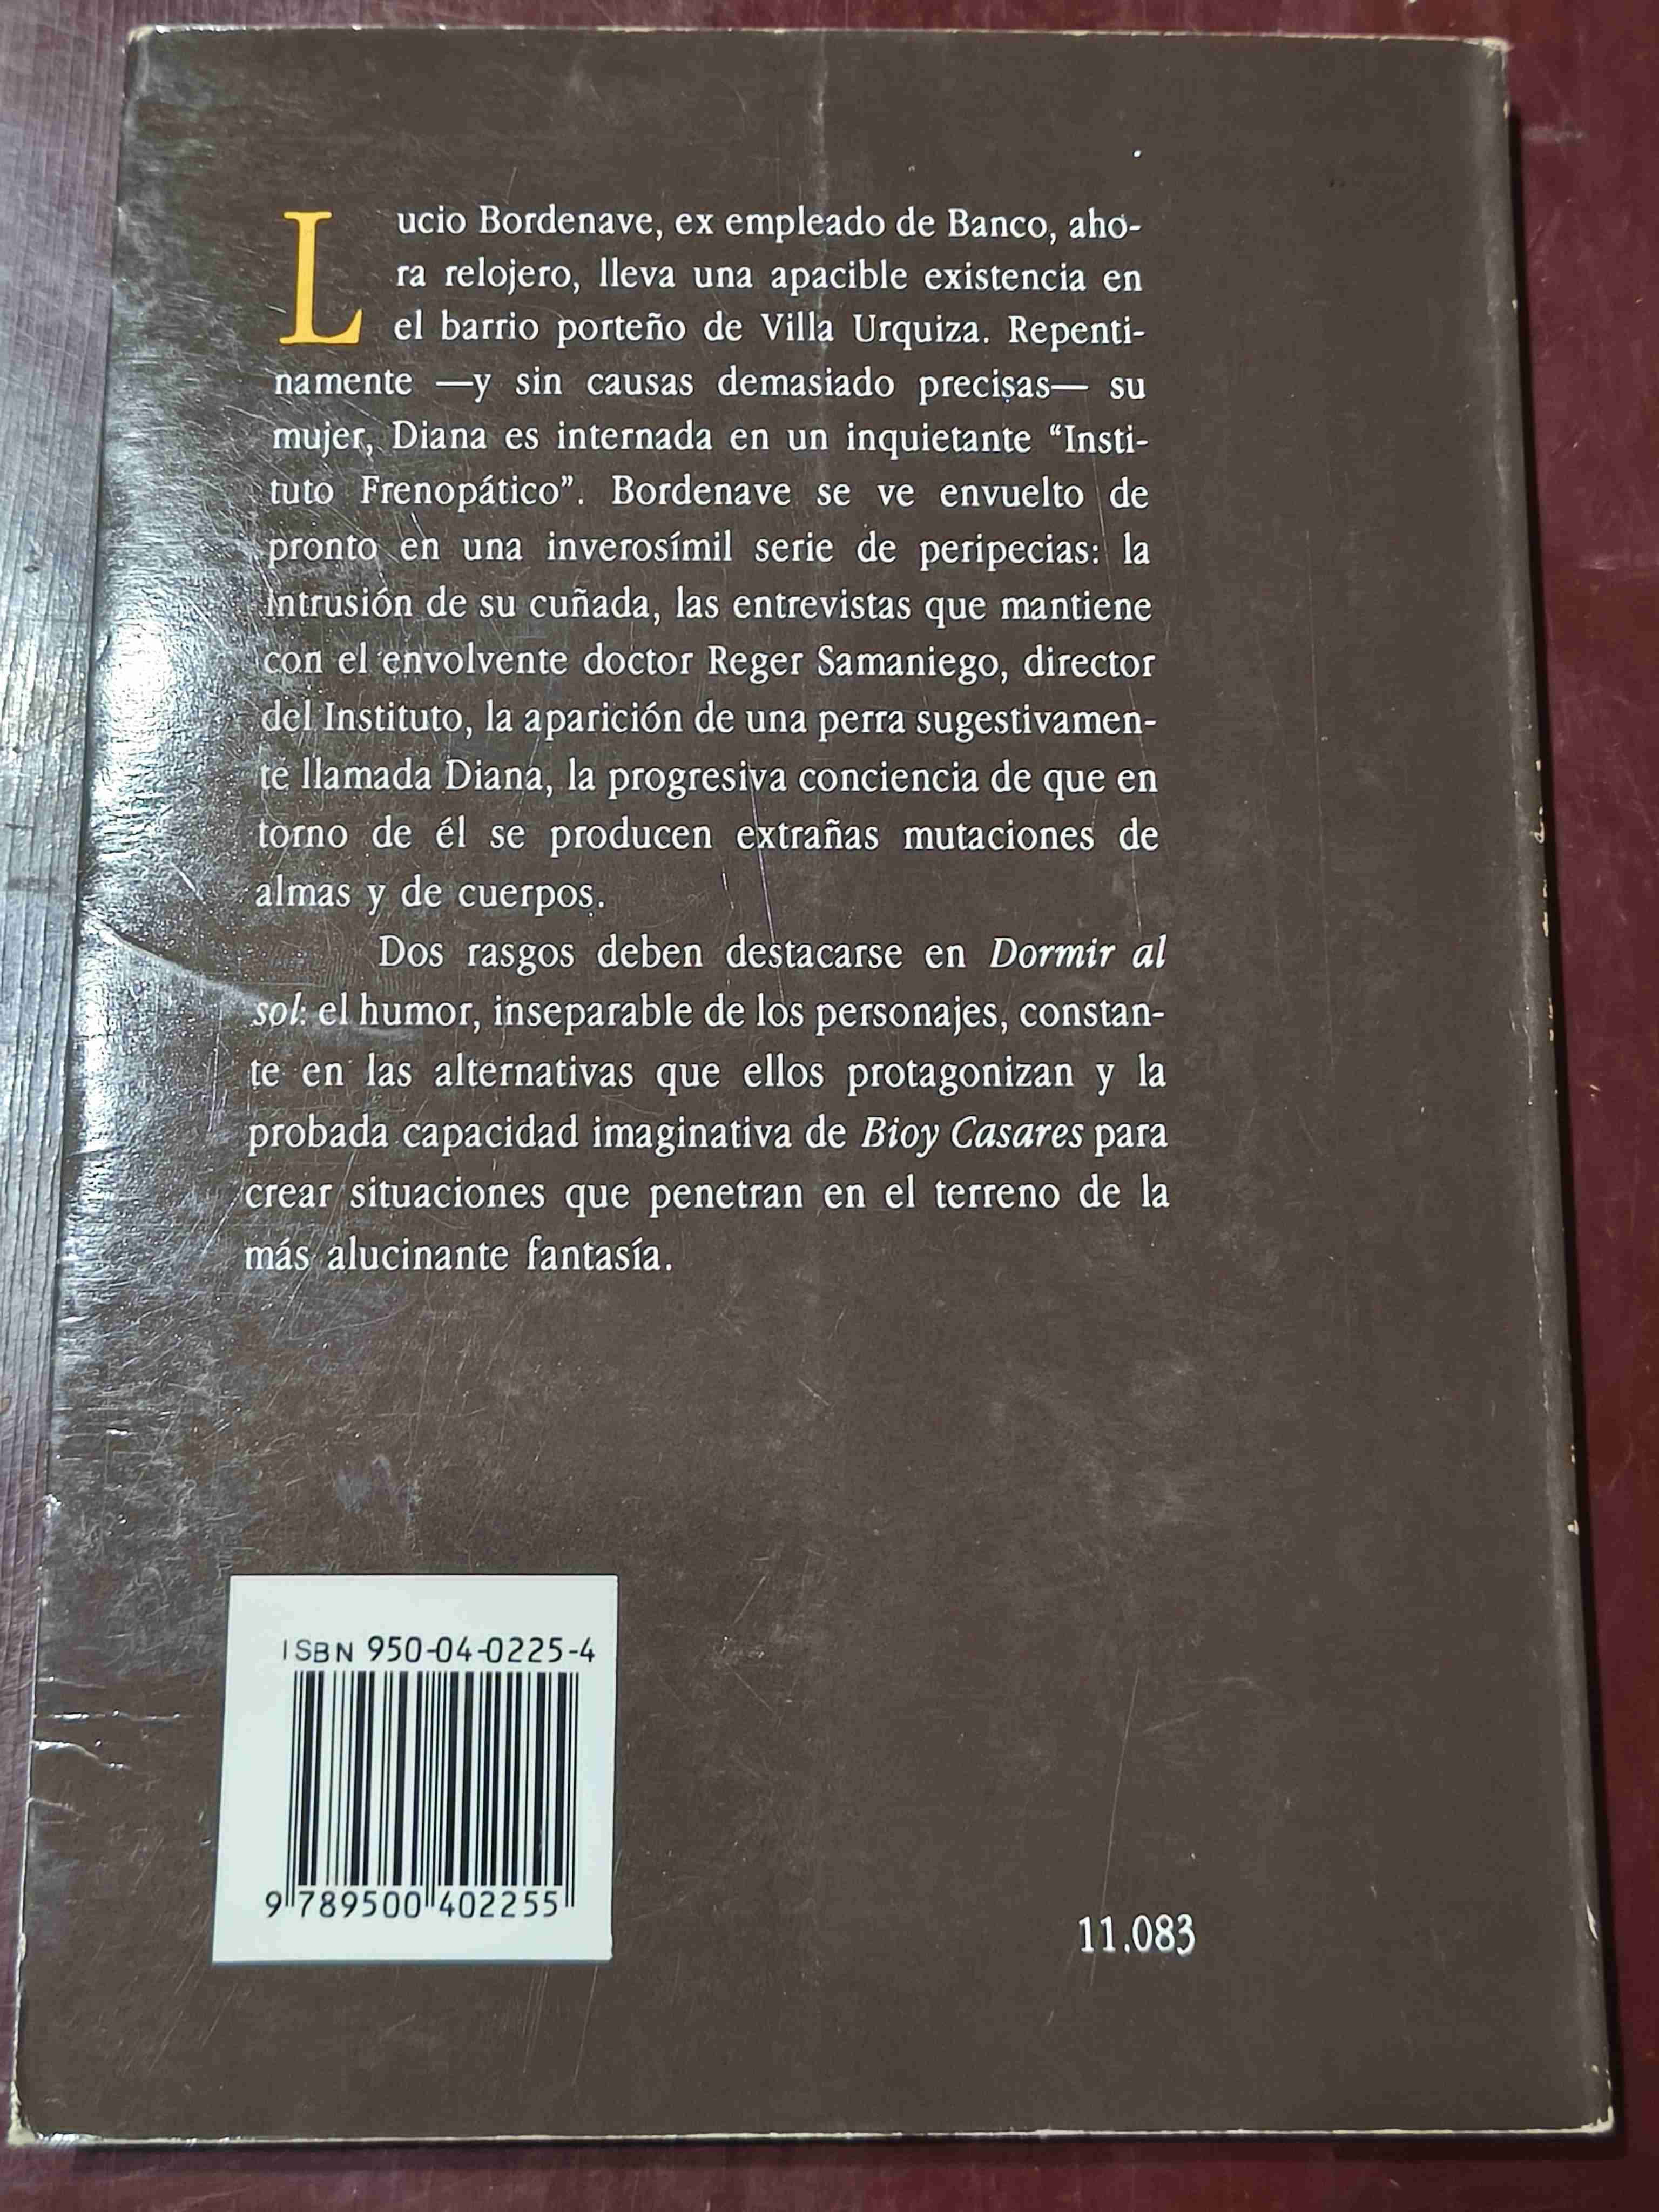 Lucio Bordenave, ex empleado de Banco, aho-
ra relojero, lleva una apacible existencia en
el barrio porteño de Villa Urquiza. Repenti-
namente —y sin causas demasiado precisas— su
mujer, Diana es internada en un inquietante “Insti-
tuto Frenopático”. Bordenave se ve envuelto de
pronto en una inverosímil serie de peripecias: la
intrusión de su cuñada, las entrevistas que mantiene
con el envolvente doctor Reger Samaniego, director
del Instituto, la aparición de una perra sugestivamen-
te llamada Diana, la progresiva conciencia de que en
torno de él se producen extrañas mutaciones de
almas y de cuerpos.
Dos rasgos deben destacarse en Dormir al
sol: el humor, inseparable de los personajes, constan-
te en las alternativas que ellos protagonizan y la
probada capacidad imaginativa de Bioy Casares para
crear situaciones que penetran en el terreno de la
más alucinante fantasía.
ISBN 950-04-0225-4
9 789500 402255
11.083